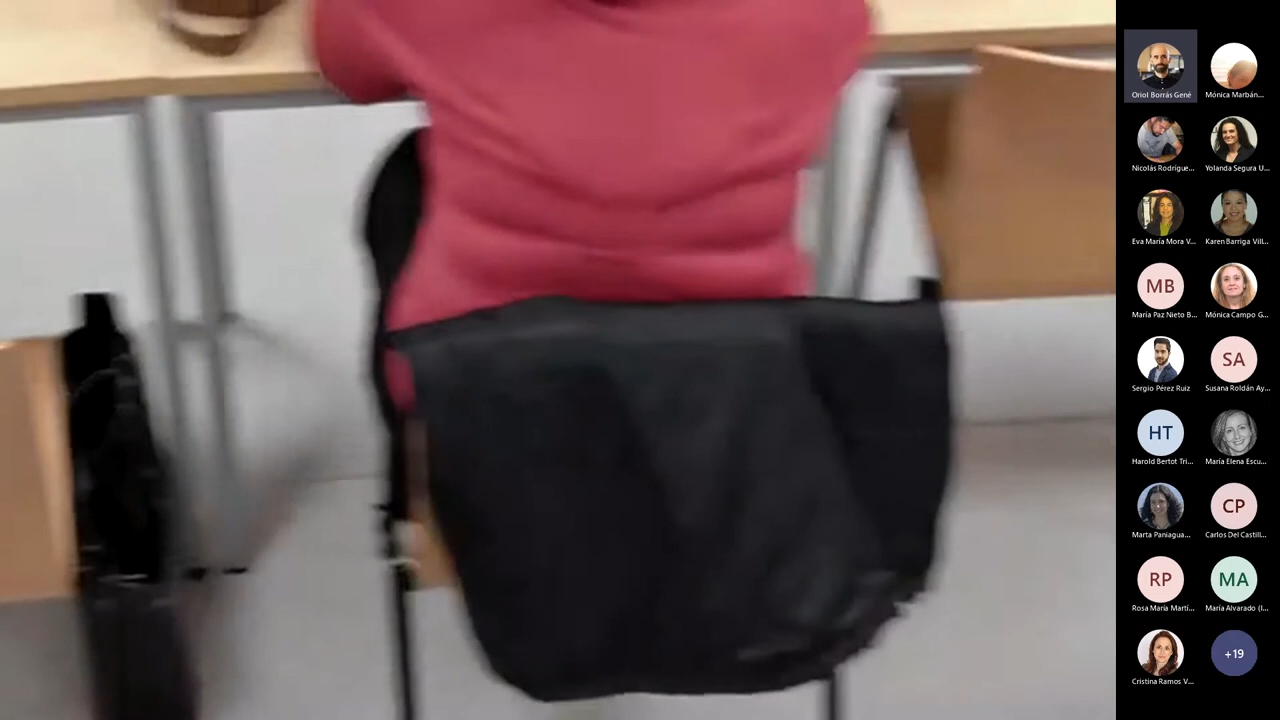 Oriol Borrás Gené
Mónica Marbán...
Nicolás Rodrígue...
Yolanda Segura U...
Eva María Mora V...
Karen Barriga Vill...
MB
María Paz Nieto B...
Mónica Campo G...
Sergio Pérez Ruiz
SA
Susana Roldán Ay...
HT
Harold Bertot Tri...
María Elena Escu...
Marta Paniagua...
CP
Carlos Del Castill...
RP
Rosa María Martí...
MA
María Alvarado (I...
Cristina Ramos V...
+19